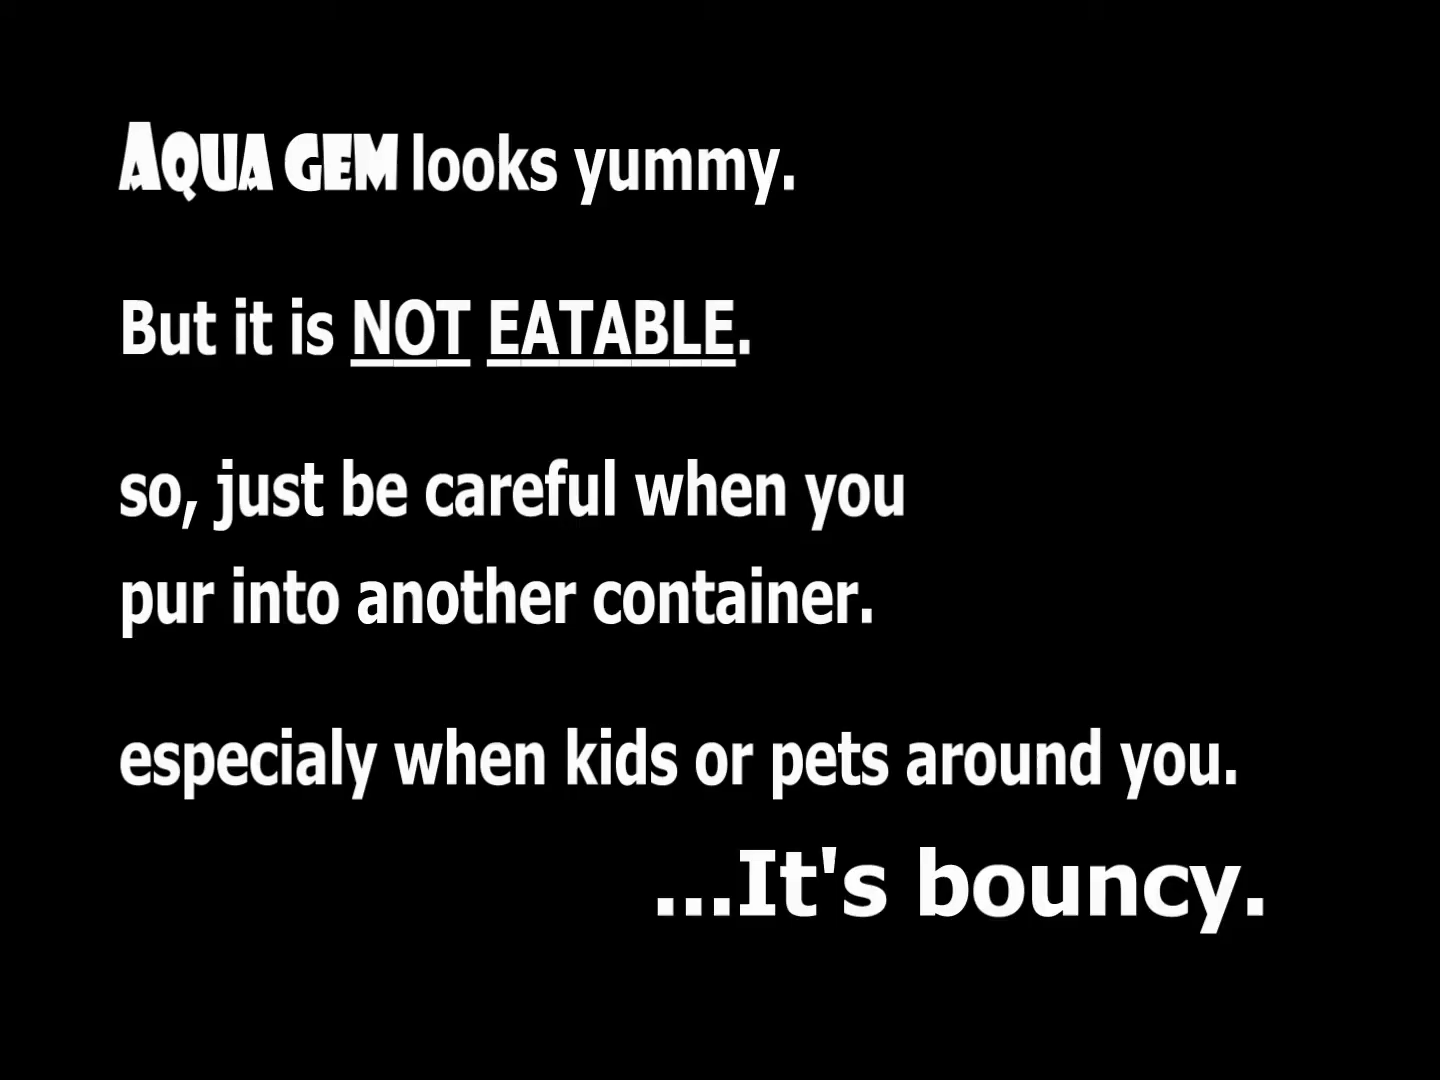 AQUA GEM looks yummy.
But it is NOT EATABLE.
so, just be careful when you
pur into another container.
especialy when kids or pets around you.
...It's bouncy.